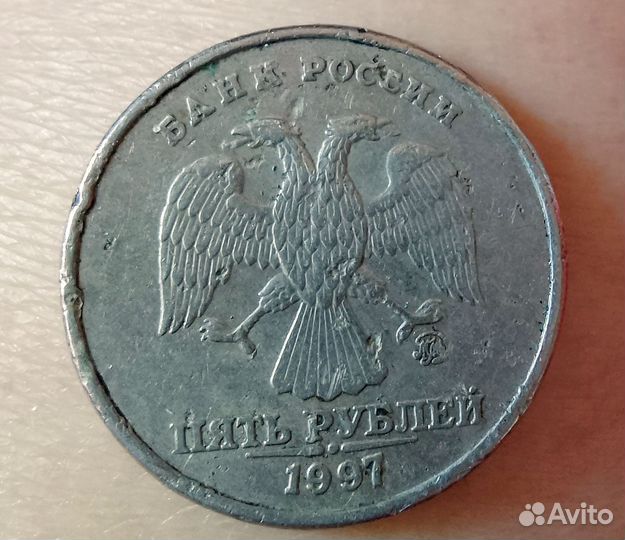 БАНК РОССИИ
ПЯТЬ РУБЛЕЙ
1997
Avito